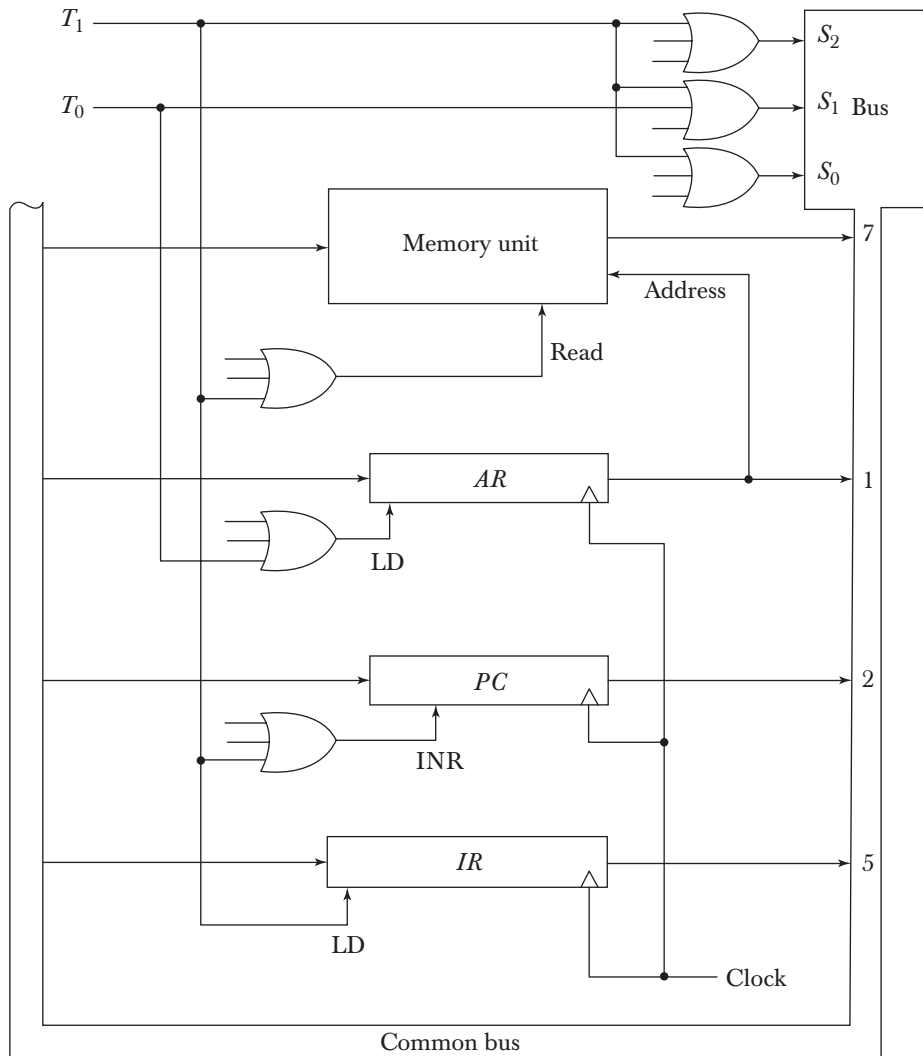 T₁
S₂
T₀
S₁ Bus
S₀
Memory unit
7
Address
Read
AR
1
LD
PC
2
INR
IR
5
LD
Clock
Common bus